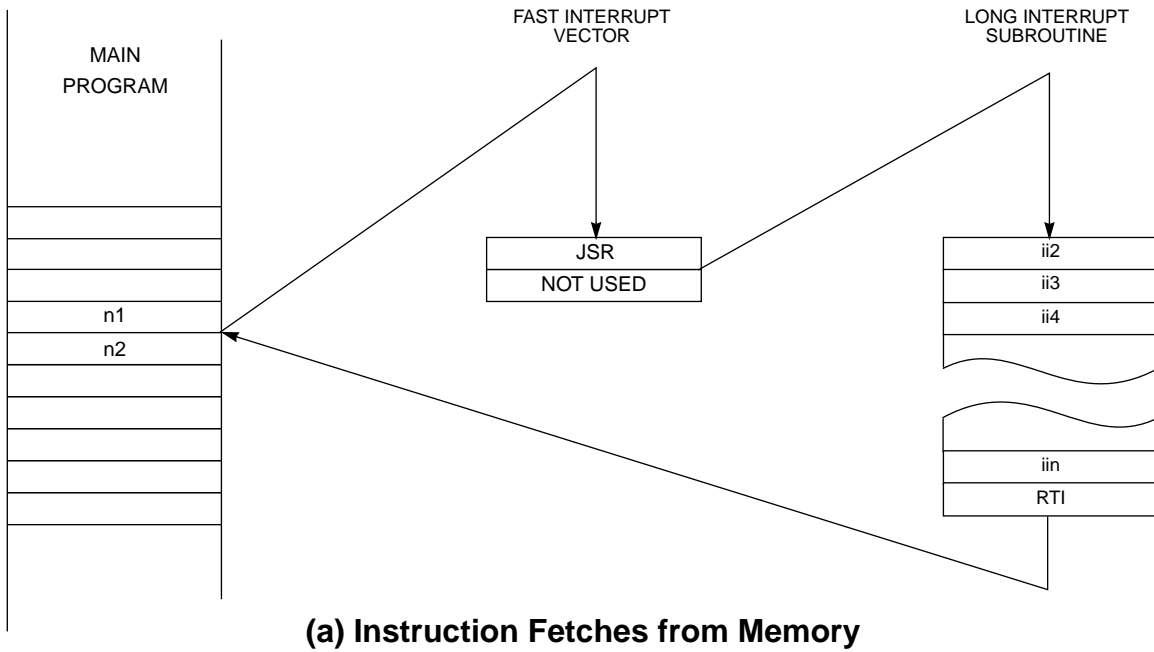 FAST INTERRUPT
VECTOR
LONG INTERRUPT
SUBROUTINE
MAIN
PROGRAM
JSR
NOT USED
ii2
ii3
ii4
n1
n2
iin
RTI
(a) Instruction Fetches from Memory